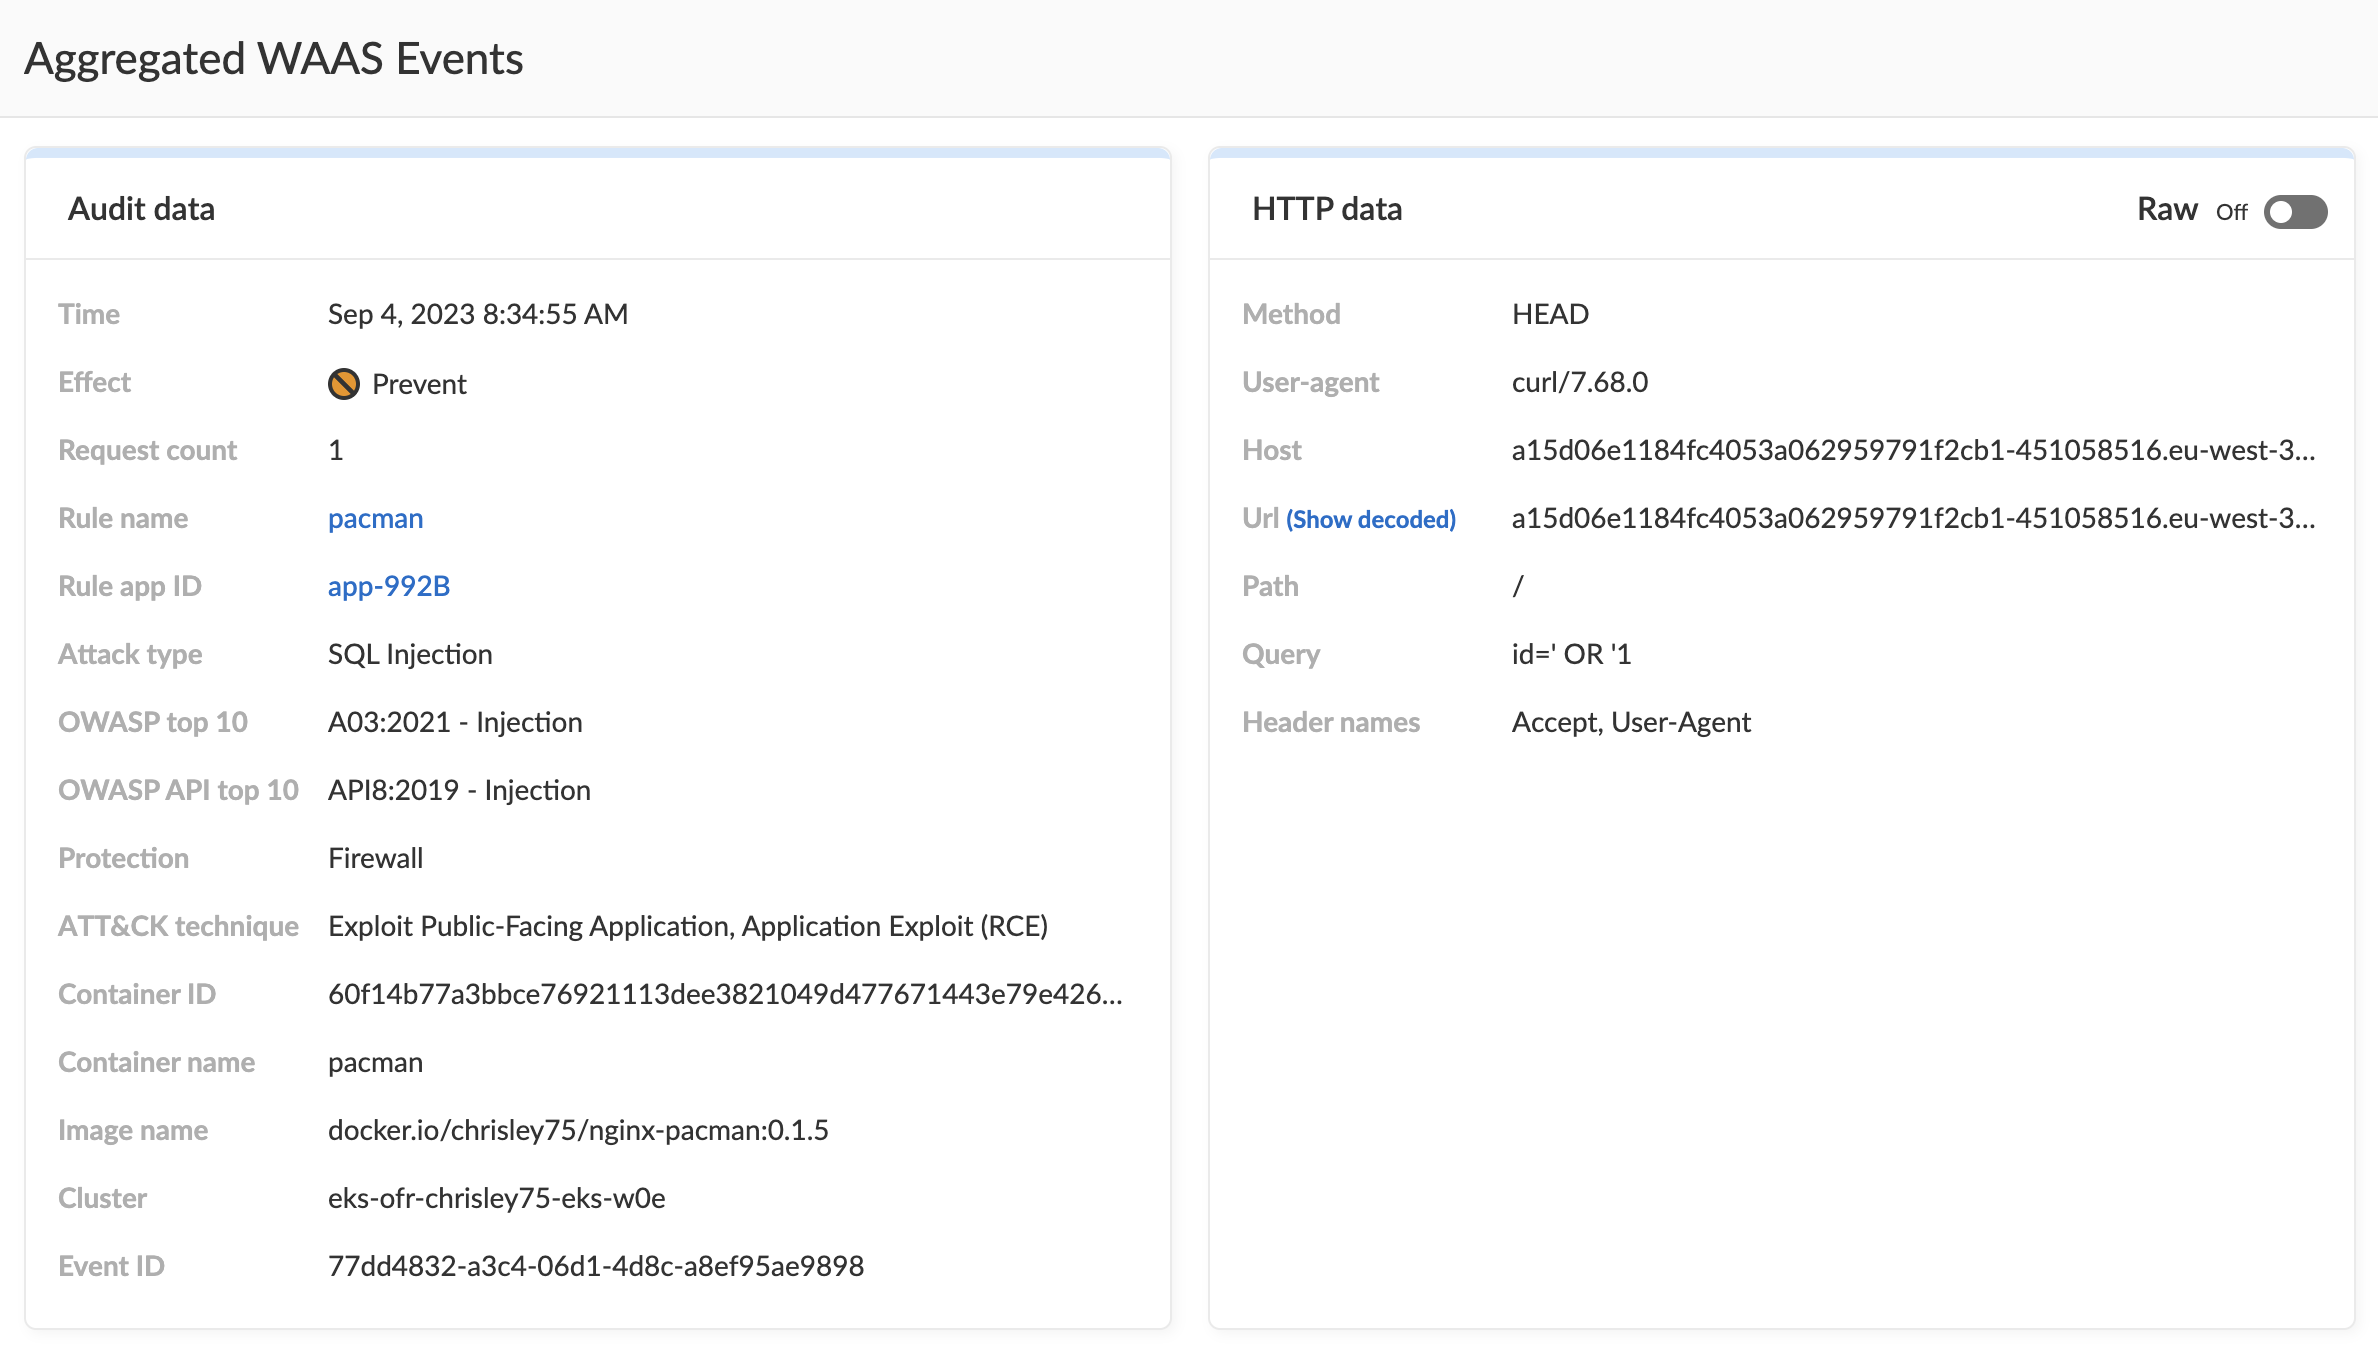 Aggregated WAAS Events
Audit data
Time Sep 4, 2023 8:34:55 AM
Effect Prevent
Request count 1
Rule name pacman
Rule app ID app-992B
Attack type SQL Injection
OWASP top 10 A03:2021 - Injection
OWASP API top 10 API8:2019 - Injection
Protection Firewall
ATT&CK technique Exploit Public-Facing Application, Application Exploit (RCE)
Container ID 60f14b77a3bbce76921113dee3821049d477671443e79e426...
Container name pacman
Image name docker.io/chrisley75/nginx-pacman:0.1.5
Cluster eks-ofr-chrisley75-eks-w0e
Event ID 77dd4832-a3c4-06d1-4d8c-a8ef95ae9898
HTTP data Raw Off
Method HEAD
User-agent curl/7.68.0
Host a15d06e1184fc4053a062959791f2cb1-451058516.eu-west-3...
Url (Show decoded) a15d06e1184fc4053a062959791f2cb1-451058516.eu-west-3...
Path /
Query id=' OR '1
Header names Accept, User-Agent